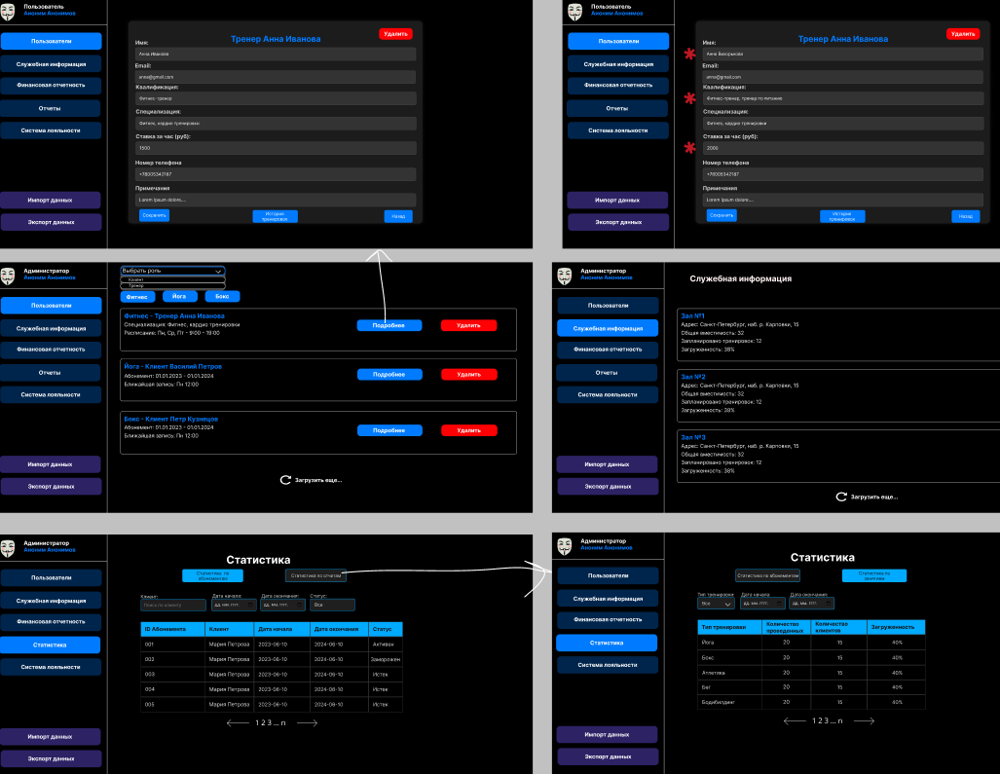 Пользователь
Аноним Анонимов
Пользователи
Служебная информация
Финансовая отчетность
Отчеты
Система лояльности
Импорт данных
Экспорт данных
Тренер Анна Иванова
Удалить
Имя:
Анна Иванова
Email:
anna@gmail.com
Квалификация:
Фитнес-тренер
Специализация:
Фитнес, кардио тренировки
Ставка за час (руб):
1500
Номер телефона
+78005342187
Примечания
Lorem ipsum dolore...
Сохранить
История тренировок
Назад
Пользователь
Аноним Анонимов
Пользователи
Служебная информация
Финансовая отчетность
Отчеты
Система лояльности
Импорт данных
Экспорт данных
Тренер Анна Иванова
Удалить
Имя:
Анна
Email:
anna@gmail.com
Квалификация:
Фитнес-тренер, тренер по питанию
Специализация:
Фитнес, кардио тренировки
Ставка за час (руб):
2000
Номер телефона
+78005342187
Примечания
Lorem ipsum dolore...
Сохранить
История тренировок
Назад
Администратор
Аноним Анонимов
Пользователи
Служебная информация
Финансовая отчетность
Отчеты
Система лояльности
Импорт данных
Экспорт данных
Выбрать роль
Клиент
Тренер
Фитнес Йога Бокс
Фитнес - Тренер Анна Иванова
Специализация: Фитнес, кардио тренировки
Расписание: Пн, Ср, Пт - 9:00 - 19:00
Подробнее Удалить
Йога - Клиент Василий Петров
Абонемент: 01.01.2023 - 01.01.2024
Ближайшая запись: Пн 12:00
Подробнее Удалить
Бокс - Клиент Петр Кузнецов
Абонемент: 01.01.2023 - 01.01.2024
Ближайшая запись: Пн 12:00
Подробнее Удалить
Загрузить еще...
Администратор
Аноним Анонимов
Пользователи
Служебная информация
Финансовая отчетность
Отчеты
Система лояльности
Импорт данных
Экспорт данных
Служебная информация
Зал №1
Адрес: Санкт-Петербург, наб. р. Карповки, 15
Общая вместимость: 32
Запланировано тренировок: 12
Загруженность: 38%
Зал №2
Адрес: Санкт-Петербург, наб. р. Карповки, 15
Общая вместимость: 32
Запланировано тренировок: 12
Загруженность: 38%
Зал №3
Адрес: Санкт-Петербург, наб. р. Карповки, 15
Общая вместимость: 32
Запланировано тренировок: 12
Загруженность: 38%
Загрузить еще...
Администратор
Аноним Анонимов
Пользователи
Служебная информация
Финансовая отчетность
Статистика
Система лояльности
Импорт данных
Экспорт данных
Статистика
Статистика по
абонементам
Статистика по отчетам
Клиент:
Поиск по клиенту
Дата начала:
дд. мм. гггг.
Дата окончания:
дд. мм. гггг.
Статус:
Все
ID Абонемента Клиент Дата начала Дата окончания Статус
001 Мария Петрова 2023-06-10 2024-06-10 Активен
002 Мария Петрова 2023-06-10 2024-06-10 Заморожен
003 Мария Петрова 2023-06-10 2024-06-10 Истек
004 Мария Петрова 2023-06-10 2024-06-10 Истек
005 Мария Петрова 2023-06-10 2024-06-10 Истек
1 2 3 ... n
Администратор
Аноним Анонимов
Пользователи
Служебная информация
Финансовая отчетность
Статистика
Система лояльности
Импорт данных
Экспорт данных
Статистика
Статистика по абонементам
Статистика по
Тип тренировки:
Все
Дата начала:
дд. мм. гггг.
Дата окончания:
дд. мм. гггг.
Тип тренировки Количество проведенных Количество клиентов Загруженность
Йога 20 15 40%
Бокс 20 15 40%
Атлетика 20 15 40%
Бег 20 15 40%
Бодибилдинг 20 15 40%
1 2 3 ... n